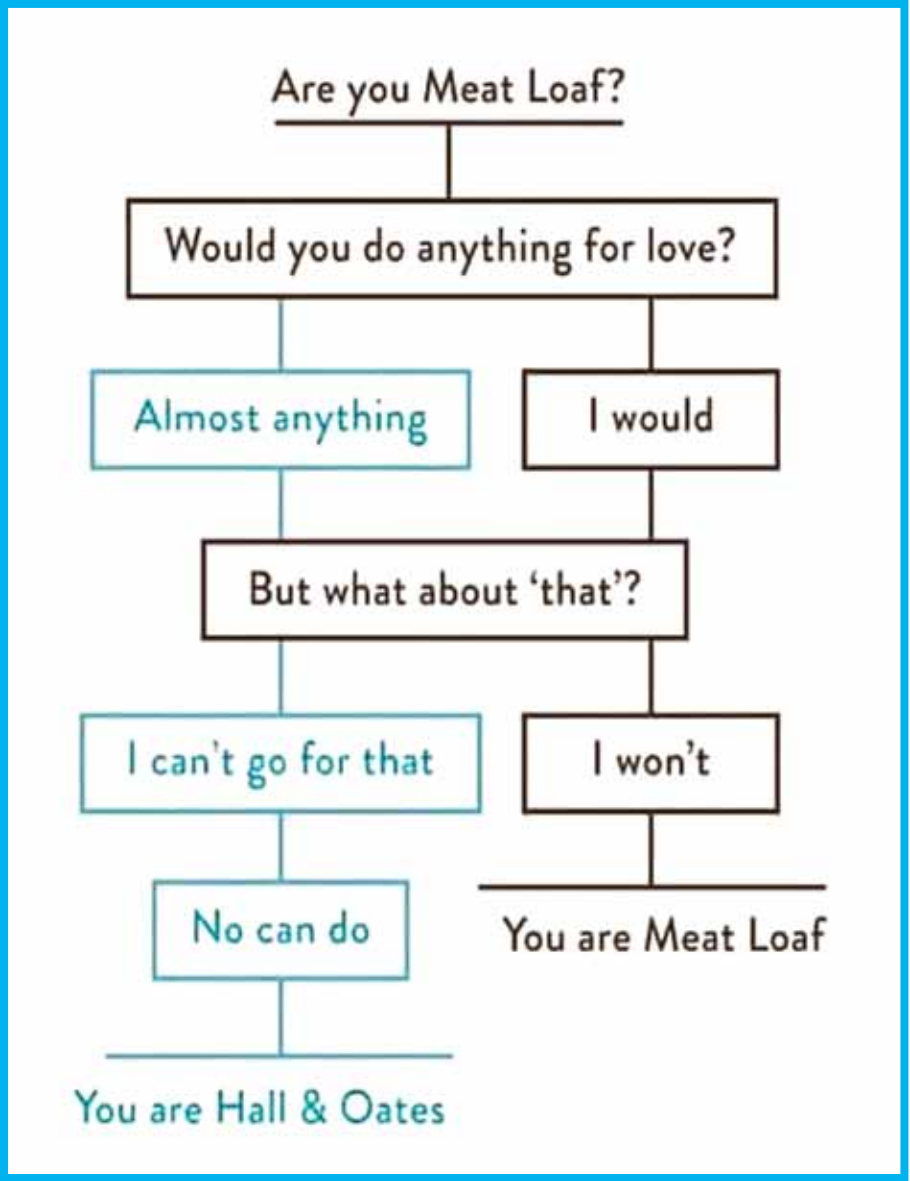 Are you Meat Loaf?
Would you do anything for love?
Almost anything
I would
But what about ‘that’?
I can't go for that
I won't
No can do
You are Meat Loaf
You are Hall & Oates